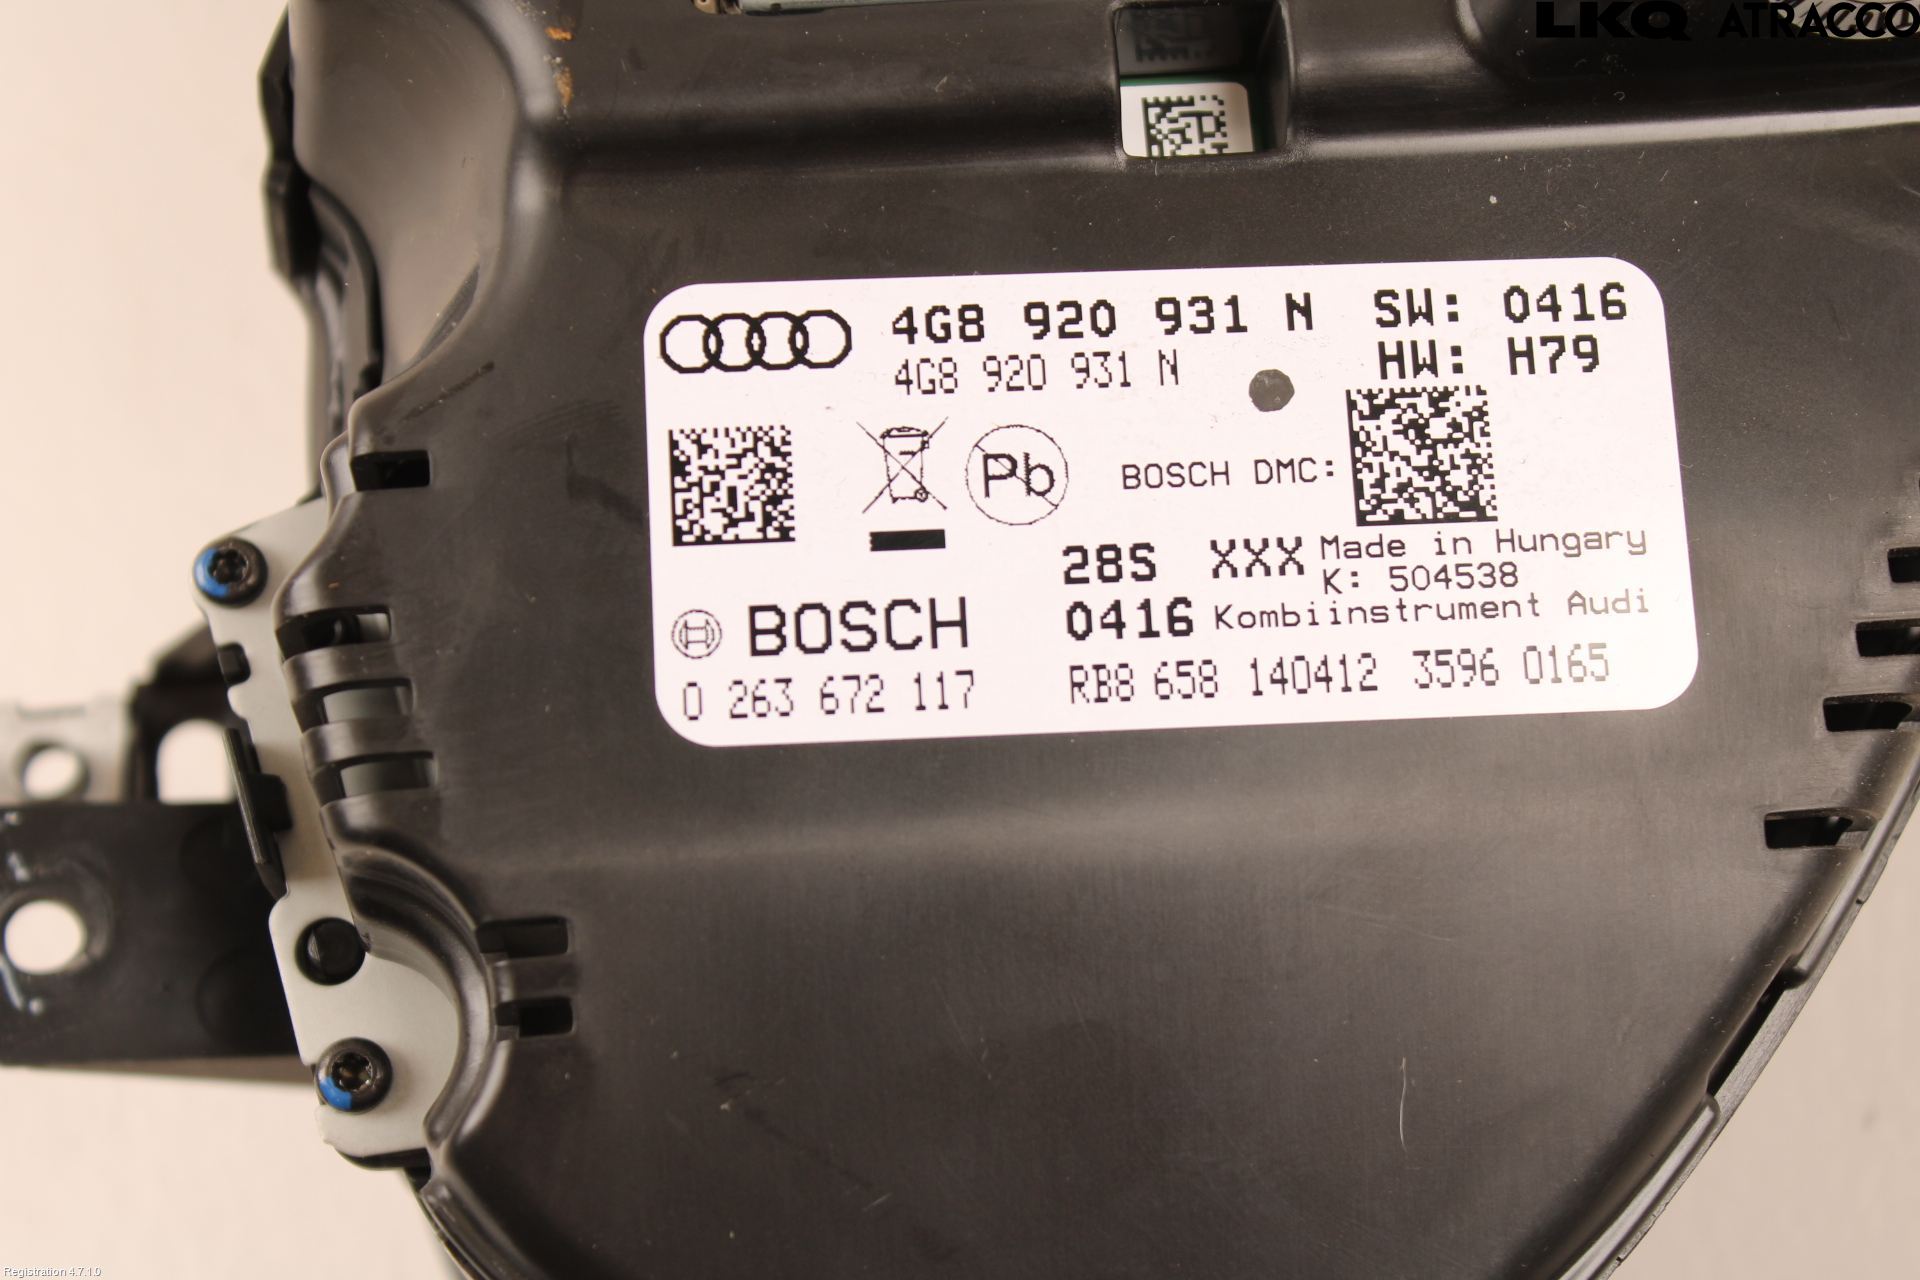 LKQ ATRACCO
4G8 920 931 N SW: 0416
4G8 920 931 N HW: H79
Pb
BOSCH DMC:
28S XXX Made in Hungary
K: 504538
BOSCH 0416 Kombiinstrument Audi
0 263 672 117 RB8 658 140412 3596 0165
Registration 4.7.1.0